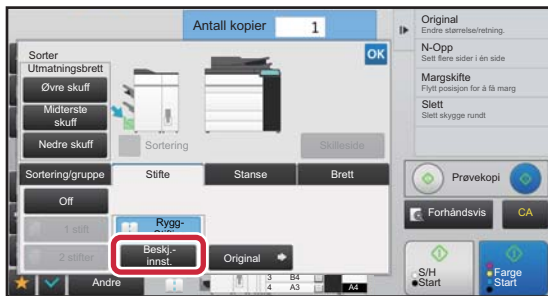 Antall kopier 1
Original
Endre størrelse/retning.
N-Opp
Sett flere sider i én side
Margskifte
Flytt posisjon for å få marg
Slett
Slett skygge rundt
Sorter
OK
Utmatningsbrett
Øvre skuff
Midterste
skuff
Nedre skuff
Sortering
Skilleside
Sortering/gruppe
Stifte
Stanse
Brett
Off
1 stift
2 stifter
Rygg-
Beskj.-
innst.
Original
Prøvekopi
Forhåndsvis
CA
S/H
Start
Farge
Start
Andre
3 B4
4 A3
A4